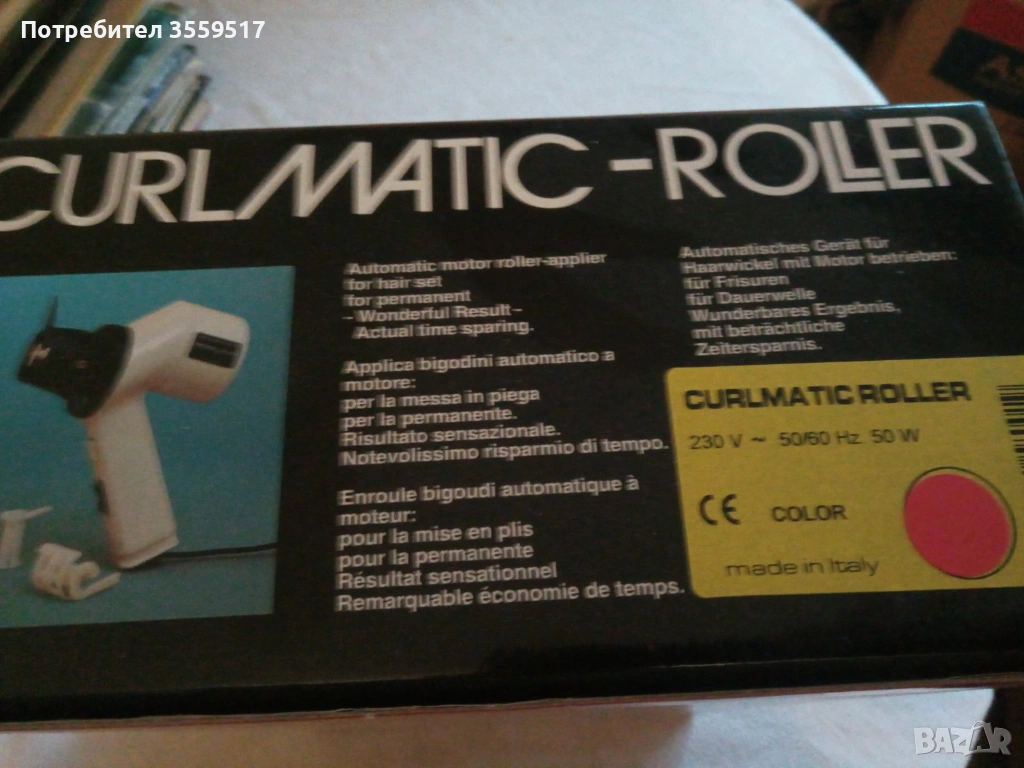 Потребител 3559517
CURLMATIC-ROLLER
Automatic motor roller-applier
for hair set
for permanent
- Wonderful Result -
Actual time sparing.
Applica bigodini automatico a
motore:
per la messa in piega
per la permanente.
Risultato sensazionale.
Notevolissimo risparmio di tempo.
Enroule bigoudi automatique à
moteur:
pour la mise en plis
pour la permanente
Résultat sensationnel
Remarquable économie de temps.
Automatisches Gerät für
Haarwickel mit Motor betrieben:
für Frisuren
für Dauerwelle
Wunderbares Ergebnis,
mit beträchtliche
Zeitersparnis.
CURLMATIC ROLLER
230 V ~ 50/60 Hz. 50 W
CE COLOR
made in Italy
BAZAR